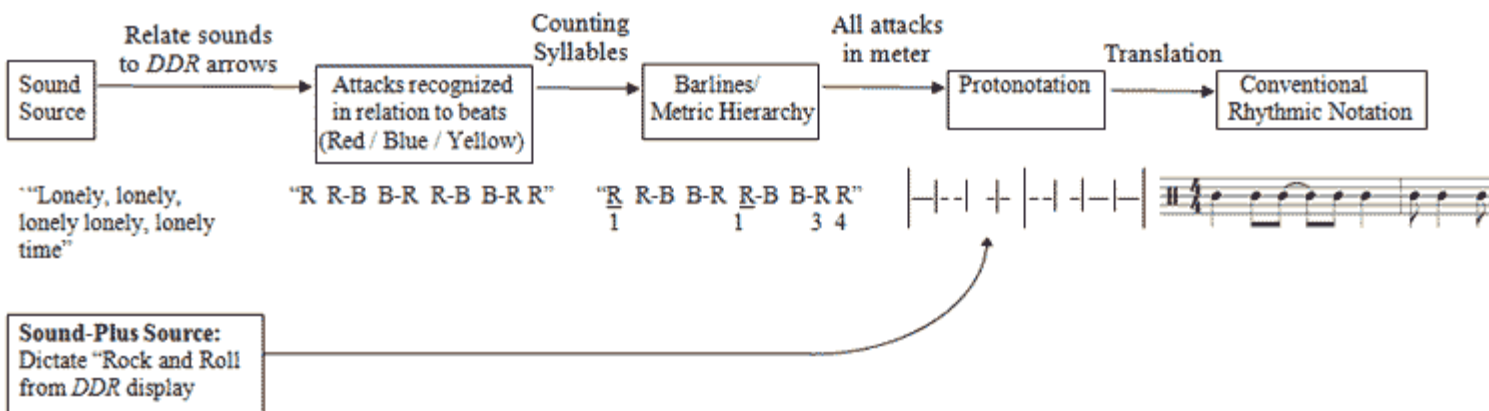 Relate sounds
to DDR arrows
Counting
Syllables
All attacks
in meter
Translation
Sound
Source
Attacks recognized
in relation to beats
(Red / Blue / Yellow)
Barlines/
Metric Hierarchy
Protonotation
Conventional
Rhythmic Notation
`“Lonely, lonely,
lonely lonely, lonely
time”
“R R-B B-R R-B B-R R”
“R R-B B-R R-B B-R R”
1 1 3 4
4
4
Sound-Plus Source:
Dictate “Rock and Roll
from DDR display